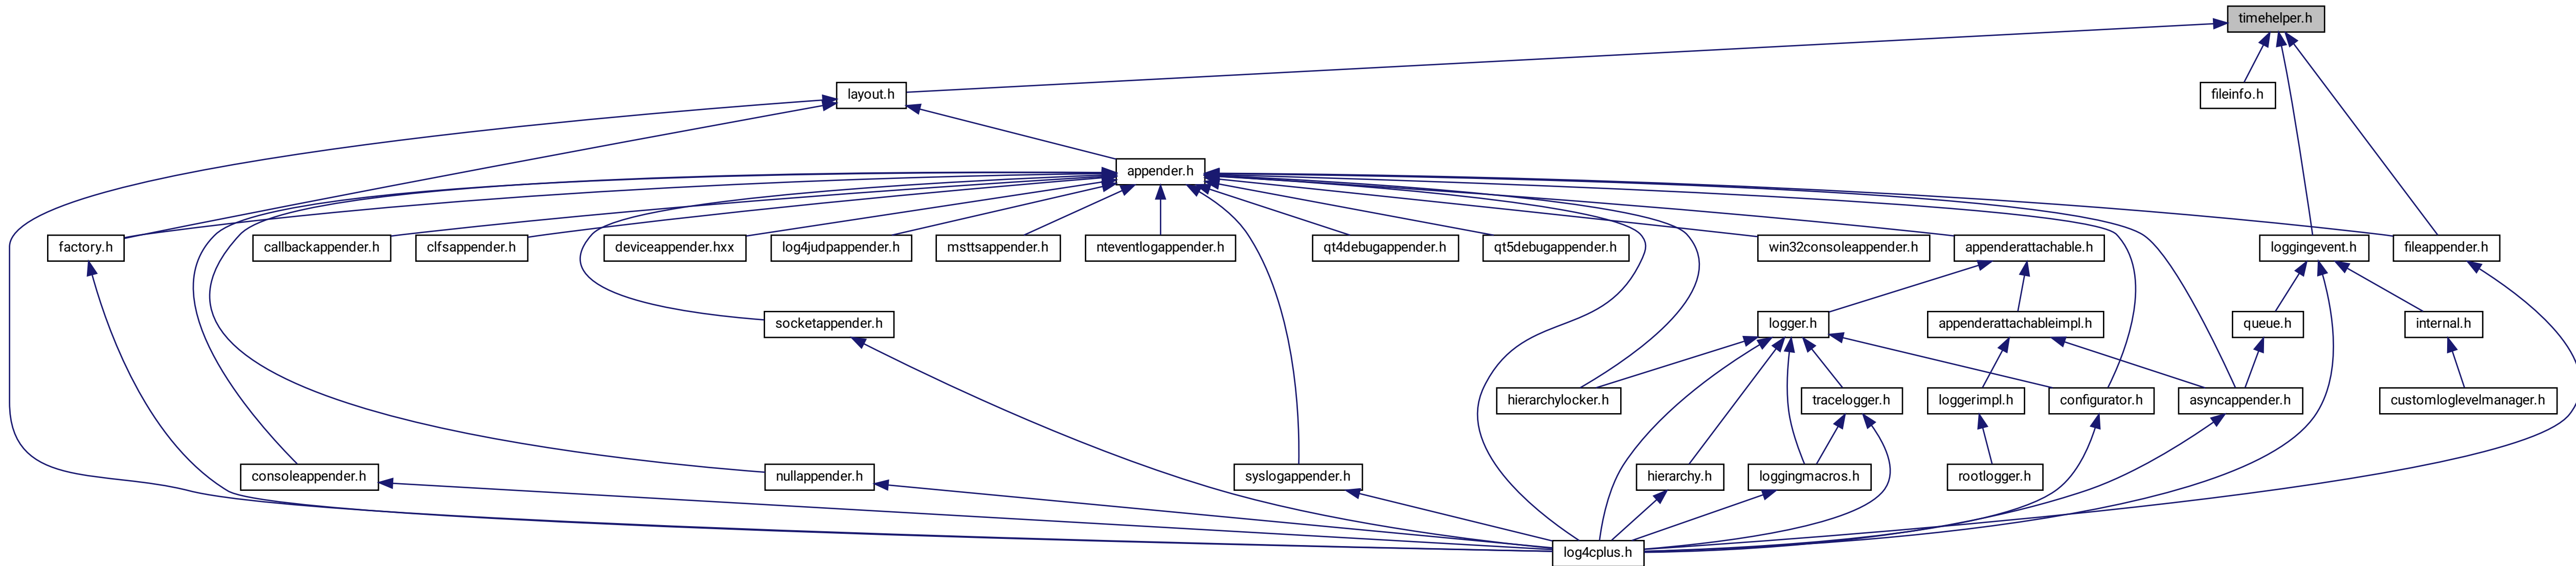 timehelper.h
layout.h
fileinfo.h
appender.h
factory.h
callbackappender.h
clfsappender.h
deviceappender.hxx
log4judpappender.h
msttsappender.h
nteventlogappender.h
qt4debugappender.h
qt5debugappender.h
win32consoleappender.h
appenderattachable.h
loggingevent.h
fileappender.h
socketappender.h
logger.h
appenderattachableimpl.h
queue.h
internal.h
hierarchylocker.h
tracelogger.h
loggerimpl.h
configurator.h
asyncappender.h
customloglevelmanager.h
consoleappender.h
nullappender.h
syslogappender.h
hierarchy.h
loggingmacros.h
rootlogger.h
log4cplus.h